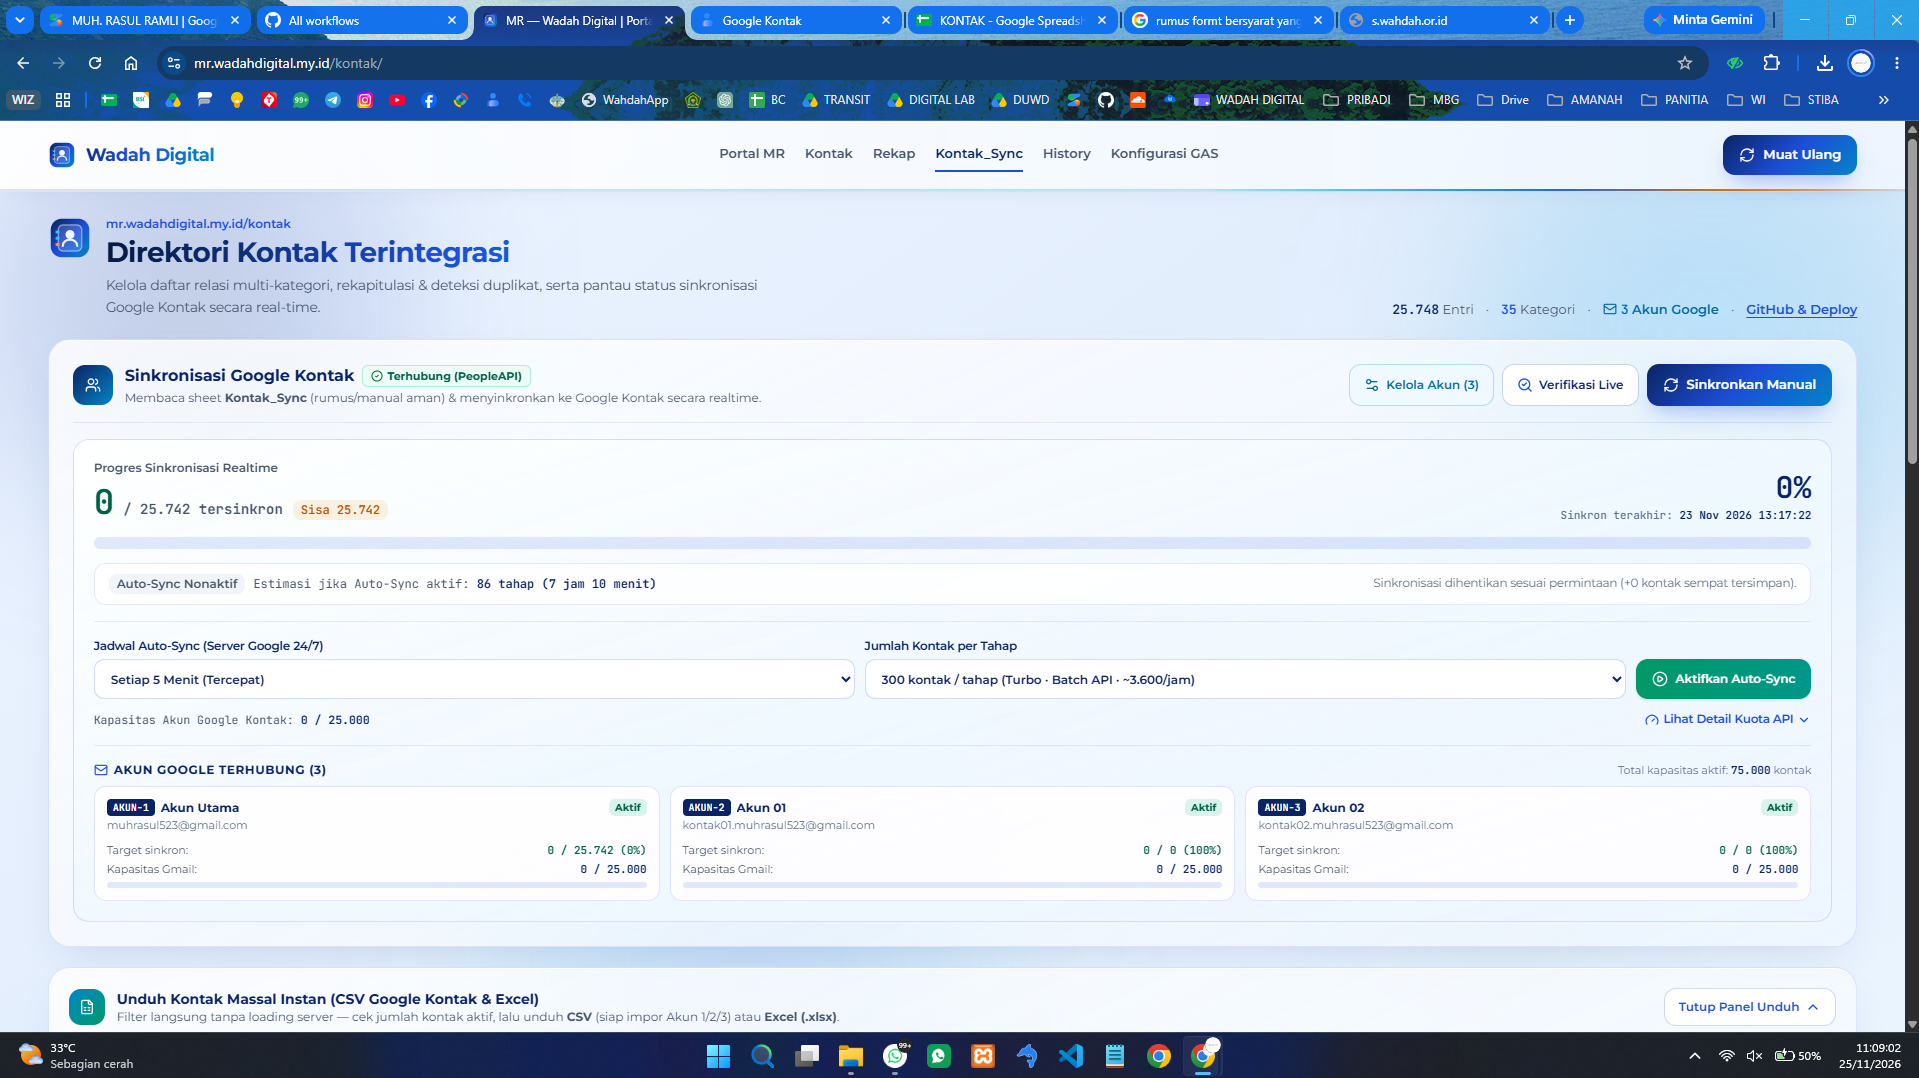 MUH. RASUL RAMLI | Goog
All workflows
MR — Wadah Digital | Porta
Google Kontak
KONTAK - Google Spreadsh
rumus formt bersyarat yang
s.wahdah.or.id
Minta Gemini
mr.wadahdigital.my.id/kontak/
WIZ
BSI
99+
WahdahApp
BC
TRANSIT
DIGITAL LAB
DUWD
WADAH DIGITAL
PRIBADI
MBG
Drive
AMANAH
PANITIA
WI
STIBA
Wadah Digital
Portal MR
Kontak
Rekap
Kontak_Sync
History
Konfigurasi GAS
Muat Ulang
mr.wadahdigital.my.id/kontak
Direktori Kontak Terintegrasi
Kelola daftar relasi multi-kategori, rekapitulasi & deteksi duplikat, serta pantau status sinkronisasi
Google Kontak secara real-time.
25.748 Entri · 35 Kategori · 3 Akun Google · GitHub & Deploy
Sinkronisasi Google Kontak
Terhubung (PeopleAPI)
Membaca sheet Kontak_Sync (rumus/manual aman) & menyinkronkan ke Google Kontak secara realtime.
Kelola Akun (3)
Verifikasi Live
Sinkronkan Manual
Progres Sinkronisasi Realtime
0 / 25.742 tersinkron
Sisa 25.742
0%
Sinkron terakhir: 23 Nov 2026 13:17:22
Auto-Sync Nonaktif
Estimasi jika Auto-Sync aktif: 86 tahap (7 jam 10 menit)
Sinkronisasi dihentikan sesuai permintaan (+0 kontak sempat tersimpan).
Jadwal Auto-Sync (Server Google 24/7)
Jumlah Kontak per Tahap
Setiap 5 Menit (Tercepat)
300 kontak / tahap (Turbo · Batch API · ~3.600/jam)
Aktifkan Auto-Sync
Kapasitas Akun Google Kontak: 0 / 25.000
Lihat Detail Kuota API
AKUN GOOGLE TERHUBUNG (3)
Total kapasitas aktif: 75.000 kontak
AKUN-1 Akun Utama
Aktif
muhrasul523@gmail.com
Target sinkron:
0 / 25.742 (0%)
Kapasitas Gmail:
0 / 25.000
AKUN-2 Akun 01
Aktif
kontak01.muhrasul523@gmail.com
Target sinkron:
0 / 0 (100%)
Kapasitas Gmail:
0 / 25.000
AKUN-3 Akun 02
Aktif
kontak02.muhrasul523@gmail.com
Target sinkron:
0 / 0 (100%)
Kapasitas Gmail:
0 / 25.000
Unduh Kontak Massal Instan (CSV Google Kontak & Excel)
Filter langsung tanpa loading server — cek jumlah kontak aktif, lalu unduh CSV (siap impor Akun 1/2/3) atau Excel (.xlsx).
Tutup Panel Unduh
33°C
Sebagian cerah
99+
50%
11:09:02
25/11/2026